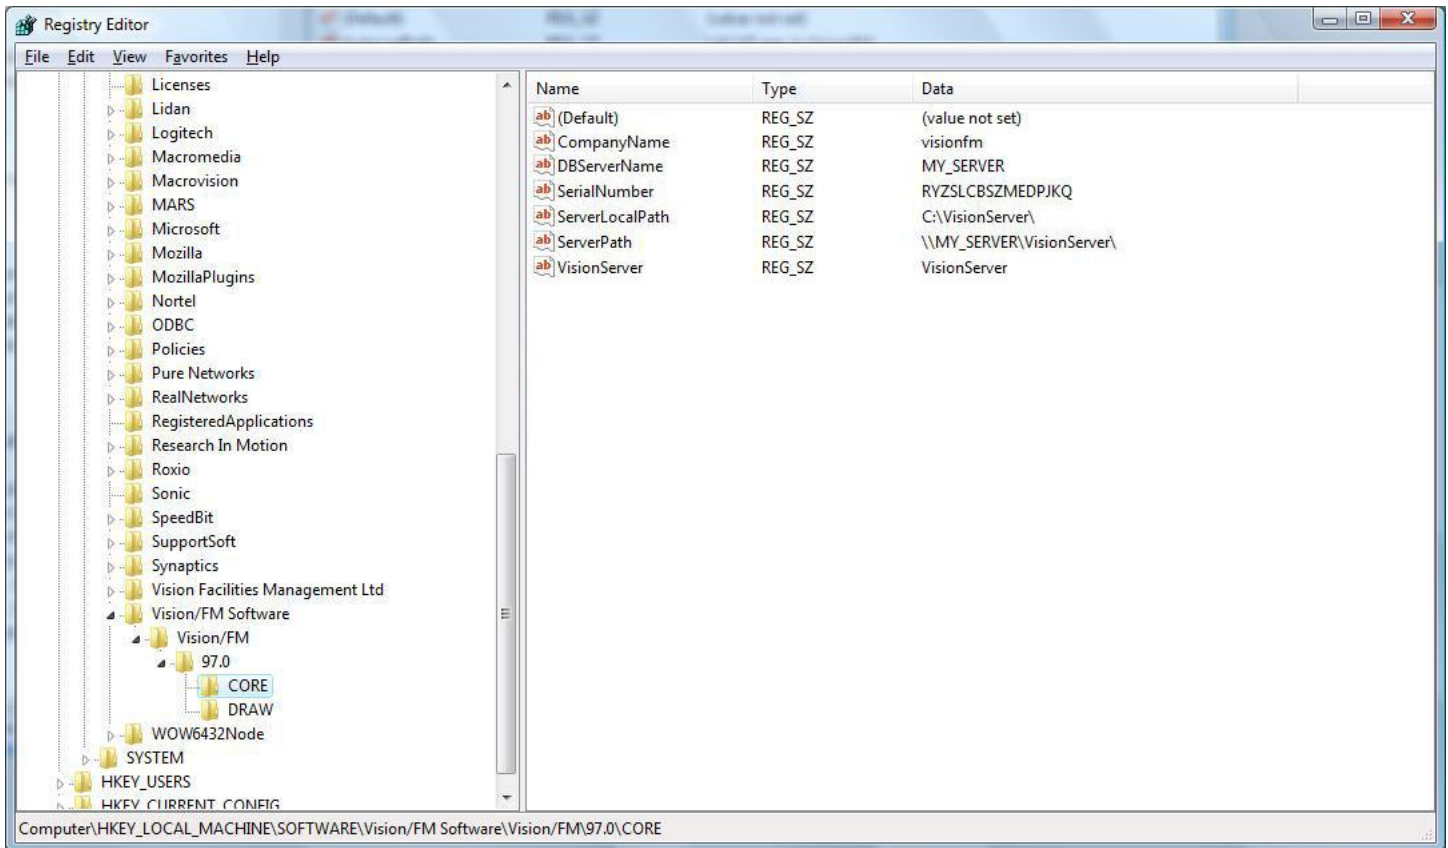 Registry Editor
File Edit View Favorites Help
Licenses
Lidan
Logitech
Macromedia
Macrovision
MARS
Microsoft
Mozilla
MozillaPlugins
Nortel
ODBC
Policies
Pure Networks
RealNetworks
RegisteredApplications
Research In Motion
Roxio
Sonic
SpeedBit
SupportSoft
Synaptics
Vision Facilities Management Ltd
Vision/FM Software
Vision/FM
97.0
CORE
DRAW
WOW6432Node
SYSTEM
HKEY_USERS
HKEY_CURRENT_CONFIG
Name Type Data
(Default) REG_SZ (value not set)
CompanyName REG_SZ visionfm
DBServerName REG_SZ MY_SERVER
SerialNumber REG_SZ RYZSLCBSZMEDPJKQ
ServerLocalPath REG_SZ C:\VisionServer\
ServerPath REG_SZ \\MY_SERVER\VisionServer\
VisionServer REG_SZ VisionServer
Computer\HKEY_LOCAL_MACHINE\SOFTWARE\Vision/FM Software\Vision/FM\97.0\CORE